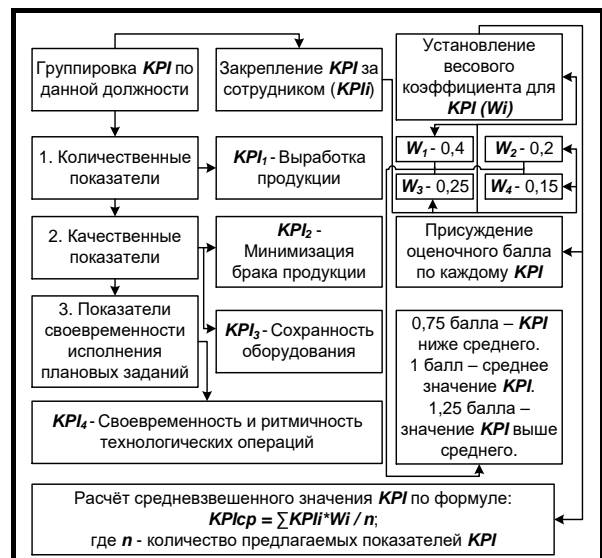 Группировка KPI по
данной должности
Закрепление KPI за
сотрудником (KPIi)
Установление
весового
коэффициента для
KPI (Wi)
1. Количественные
показатели
KPI₁ - Выработка
продукции
W₁ - 0,4
W₂ - 0,2
W₃ - 0,25
W₄ - 0,15
2. Качественные
показатели
KPI₂ -
Минимизация
брака продукции
Присуждение
оценочного балла
по каждому KPI
3. Показатели
своевременности
исполнения
плановых заданий
KPI₃ - Сохранность
оборудования
0,75 балла – KPI
ниже среднего.
1 балл – среднее
значение KPI.
1,25 балла –
значение KPI выше
среднего.
KPI₄ - Своевременность и ритмичность
технологических операций
Расчёт средневзвешенного значения KPI по формуле:
KPIср = ∑KPIi*Wi / n;
где n - количество предлагаемых показателей KPI